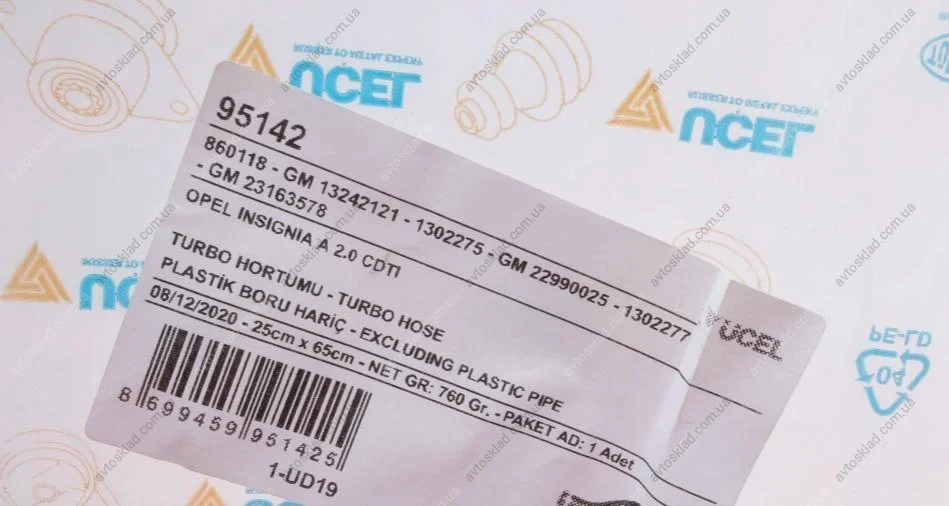 95142
860118 - GM 13242121 - 1302275 - GM 22990025 - 1302277
- GM 23163578
OPEL INSIGNIA A 2.0 CDTI
TURBO HORTUMU - TURBO HOSE
PLASTİK BORU HARİÇ - EXCLUDING PLASTIC PIPE
08/12/2020 - 25cm x 65cm - NET GR: 760 Gr. - PAKET AD: 1 Adet
8 699459 951425
1-UD19
YÜCEL
ÜCEL
ÜCEL
PE-LD
04
avtosklad.com.ua